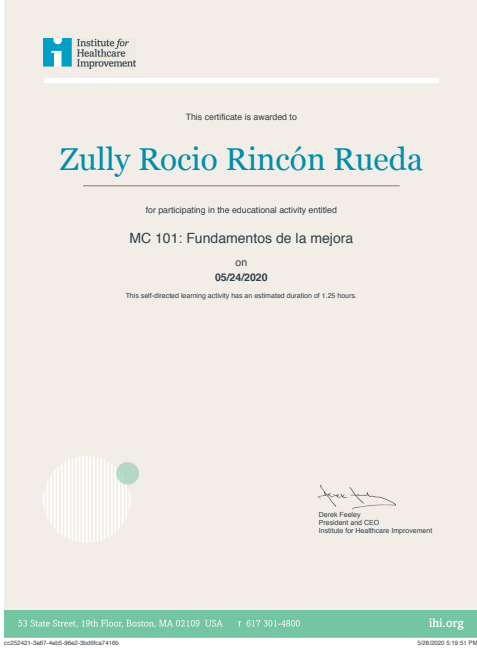 Institute for
Healthcare
Improvement
This certificate is awarded to
Zully Rocio Rincón Rueda
for participating in the educational activity entitled
MC 101: Fundamentos de la mejora
on
05/24/2020
This self-directed learning activity has an estimated duration of 1.25 hours.
Derek Feeley
President and CEO
Institute for Healthcare Improvement
53 State Street, 19th Floor, Boston, MA 02109 USA T 617 301-4800 ihi.org
cc252421-3a67-4eb5-96e2-3bd6fca7416b 5/28/2020 5:19:51 PM